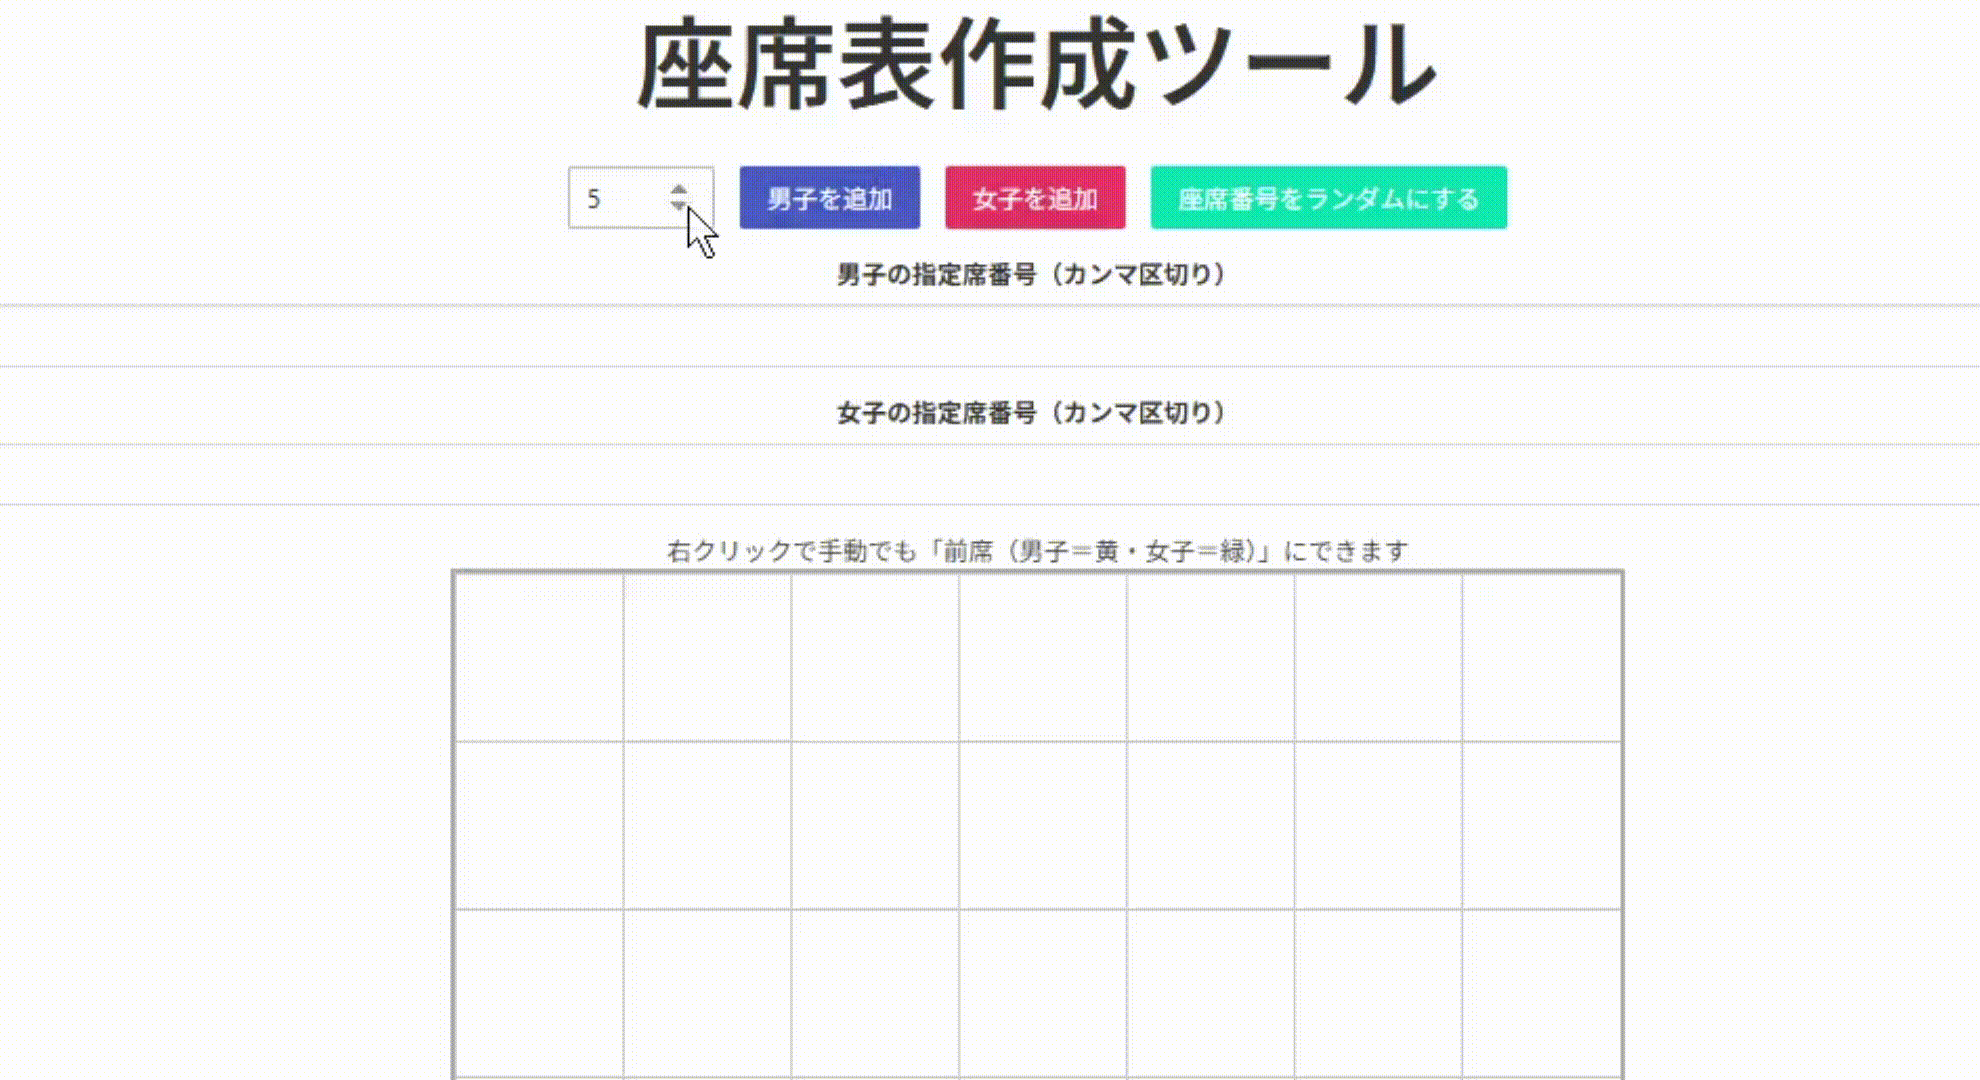 座席表作成ツール
5 男子を追加 女子を追加 座席番号をランダムにする
男子の指定席番号（カンマ区切り）
女子の指定席番号（カンマ区切り）
右クリックで手動でも「前席（男子＝黄・女子＝緑）」にできます